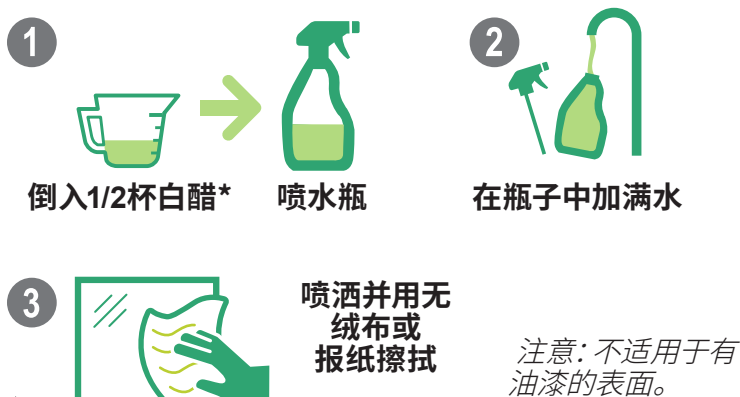 1
2
倒入1/2杯白醋*
喷水瓶
在瓶子中加满水
3
喷洒并用无
绒布或
报纸擦拭
注意：不适用于有
油漆的表面。